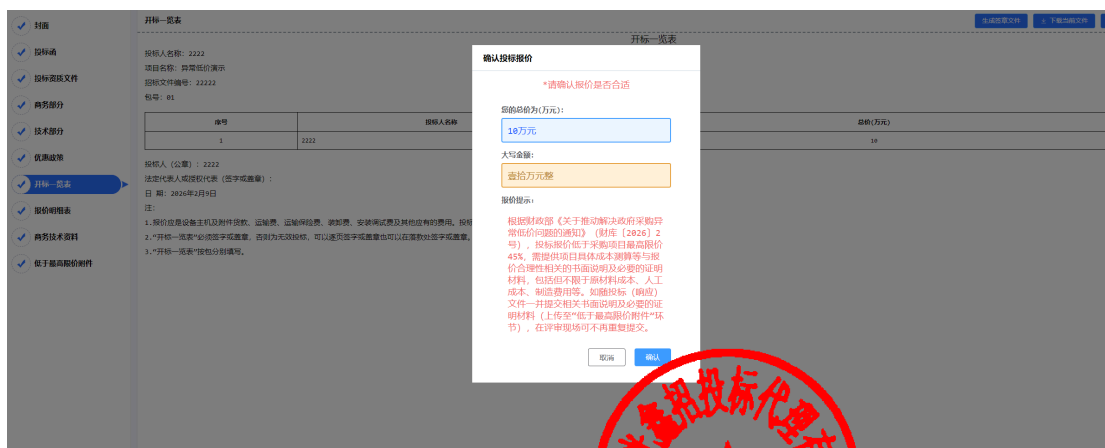 封面
投标函
投标资质文件
商务部分
技术部分
优惠政策
开标一览表
报价明细表
商务技术资料
低于最高限价附件
开标一览表
生成签章文件
下载当前文件
开标一览表
投标人名称: 2222
项目名称: 异常低价演示
招标文件编号: 22222
包号: 01
序号
投标人名称
总价(万元)
1
2222
10
投标人 (公章) : 2222
法定代表人或授权代表 (签字或盖章) :
日 期: 2026年2月9日
注:
1.报价应是设备主机及附件货款、运输费、运输保险费、装卸费、安装调试费及其他应有的费用。投标
2.“开标一览表”必须签字或盖章, 否则为无效投标, 可以逐页签字或盖章也可以在落款处签字或盖章。
3.“开标一览表”按包分别填写。
确认投标报价
*请确认报价是否合适
您的总价为(万元):
10万元
大写金额:
壹拾万元整
报价提示:
根据财政部《关于推动解决政府采购异
常低价问题的通知》 (财库〔2026〕2
号) , 投标报价低于采购项目最高限价
45%, 需提供项目具体成本测算等与报
价合理性相关的书面说明及必要的证明
材料, 包括但不限于原材料成本、人工
成本、制造费用等。如随投标 (响应)
文件一并提交相关书面说明及必要的证
明材料 (上传至“低于最高限价附件”环
节) , 在评审现场可不再重复提交。
取消
确认
招投标代理